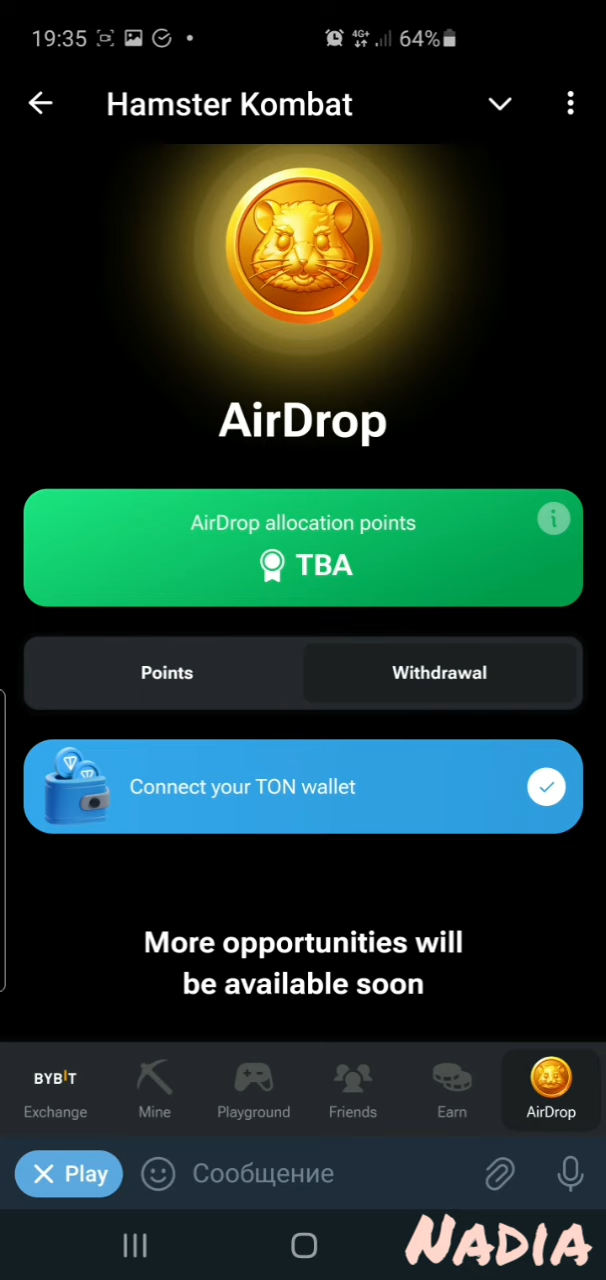 19:35 4G+ 64%
Hamster Kombat
AirDrop
AirDrop allocation points
TBA
Points Withdrawal
Connect your TON wallet
More opportunities will
be available soon
BYBIT
Exchange Mine Playground Friends Earn AirDrop
Play Сообщение
NADIA